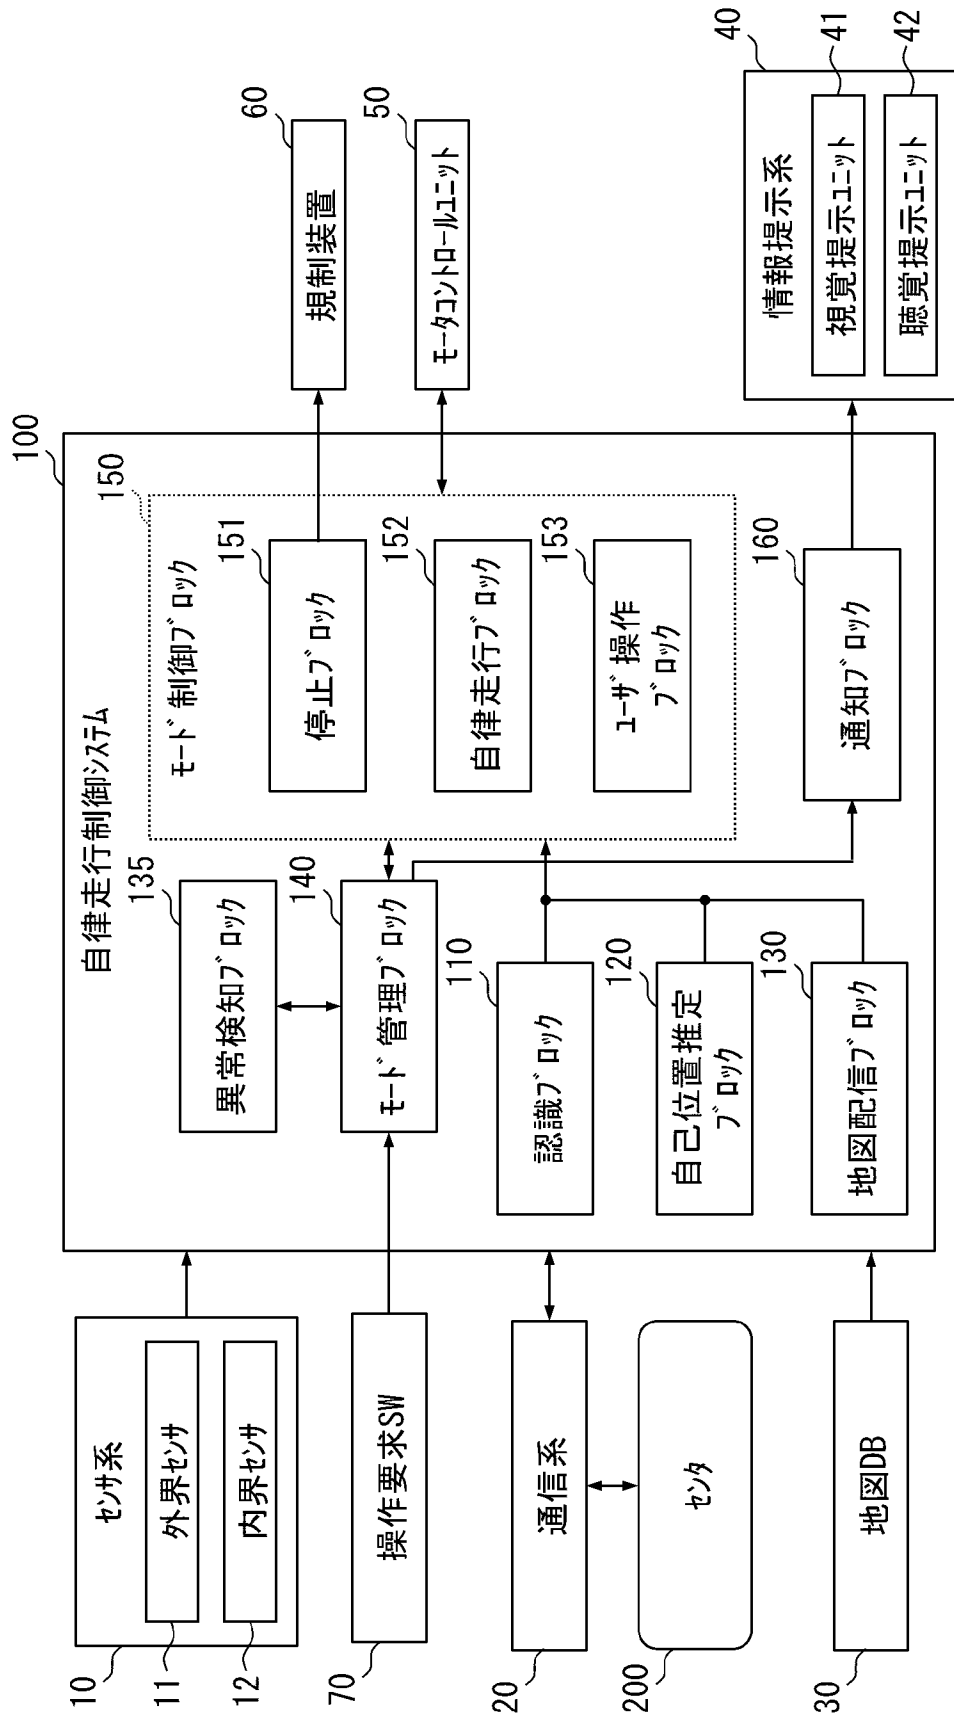 100
自律走行制御システム
10
センサ系
11
外界センサ
12
内界センサ
70
操作要求SW
20
通信系
200
センタ
30
地図DB
135
異常検知ブロック
140
モード管理ブロック
110
認識ブロック
120
自己位置推定
ブロック
130
地図配信ブロック
150
モード制御ブロック
151
停止ブロック
152
自律走行ブロック
153
ユーザ操作
ブロック
160
通知ブロック
60
規制装置
50
モータコントロールユニット
40
情報提示系
41
視覚提示ユニット
42
聴覚提示ユニット